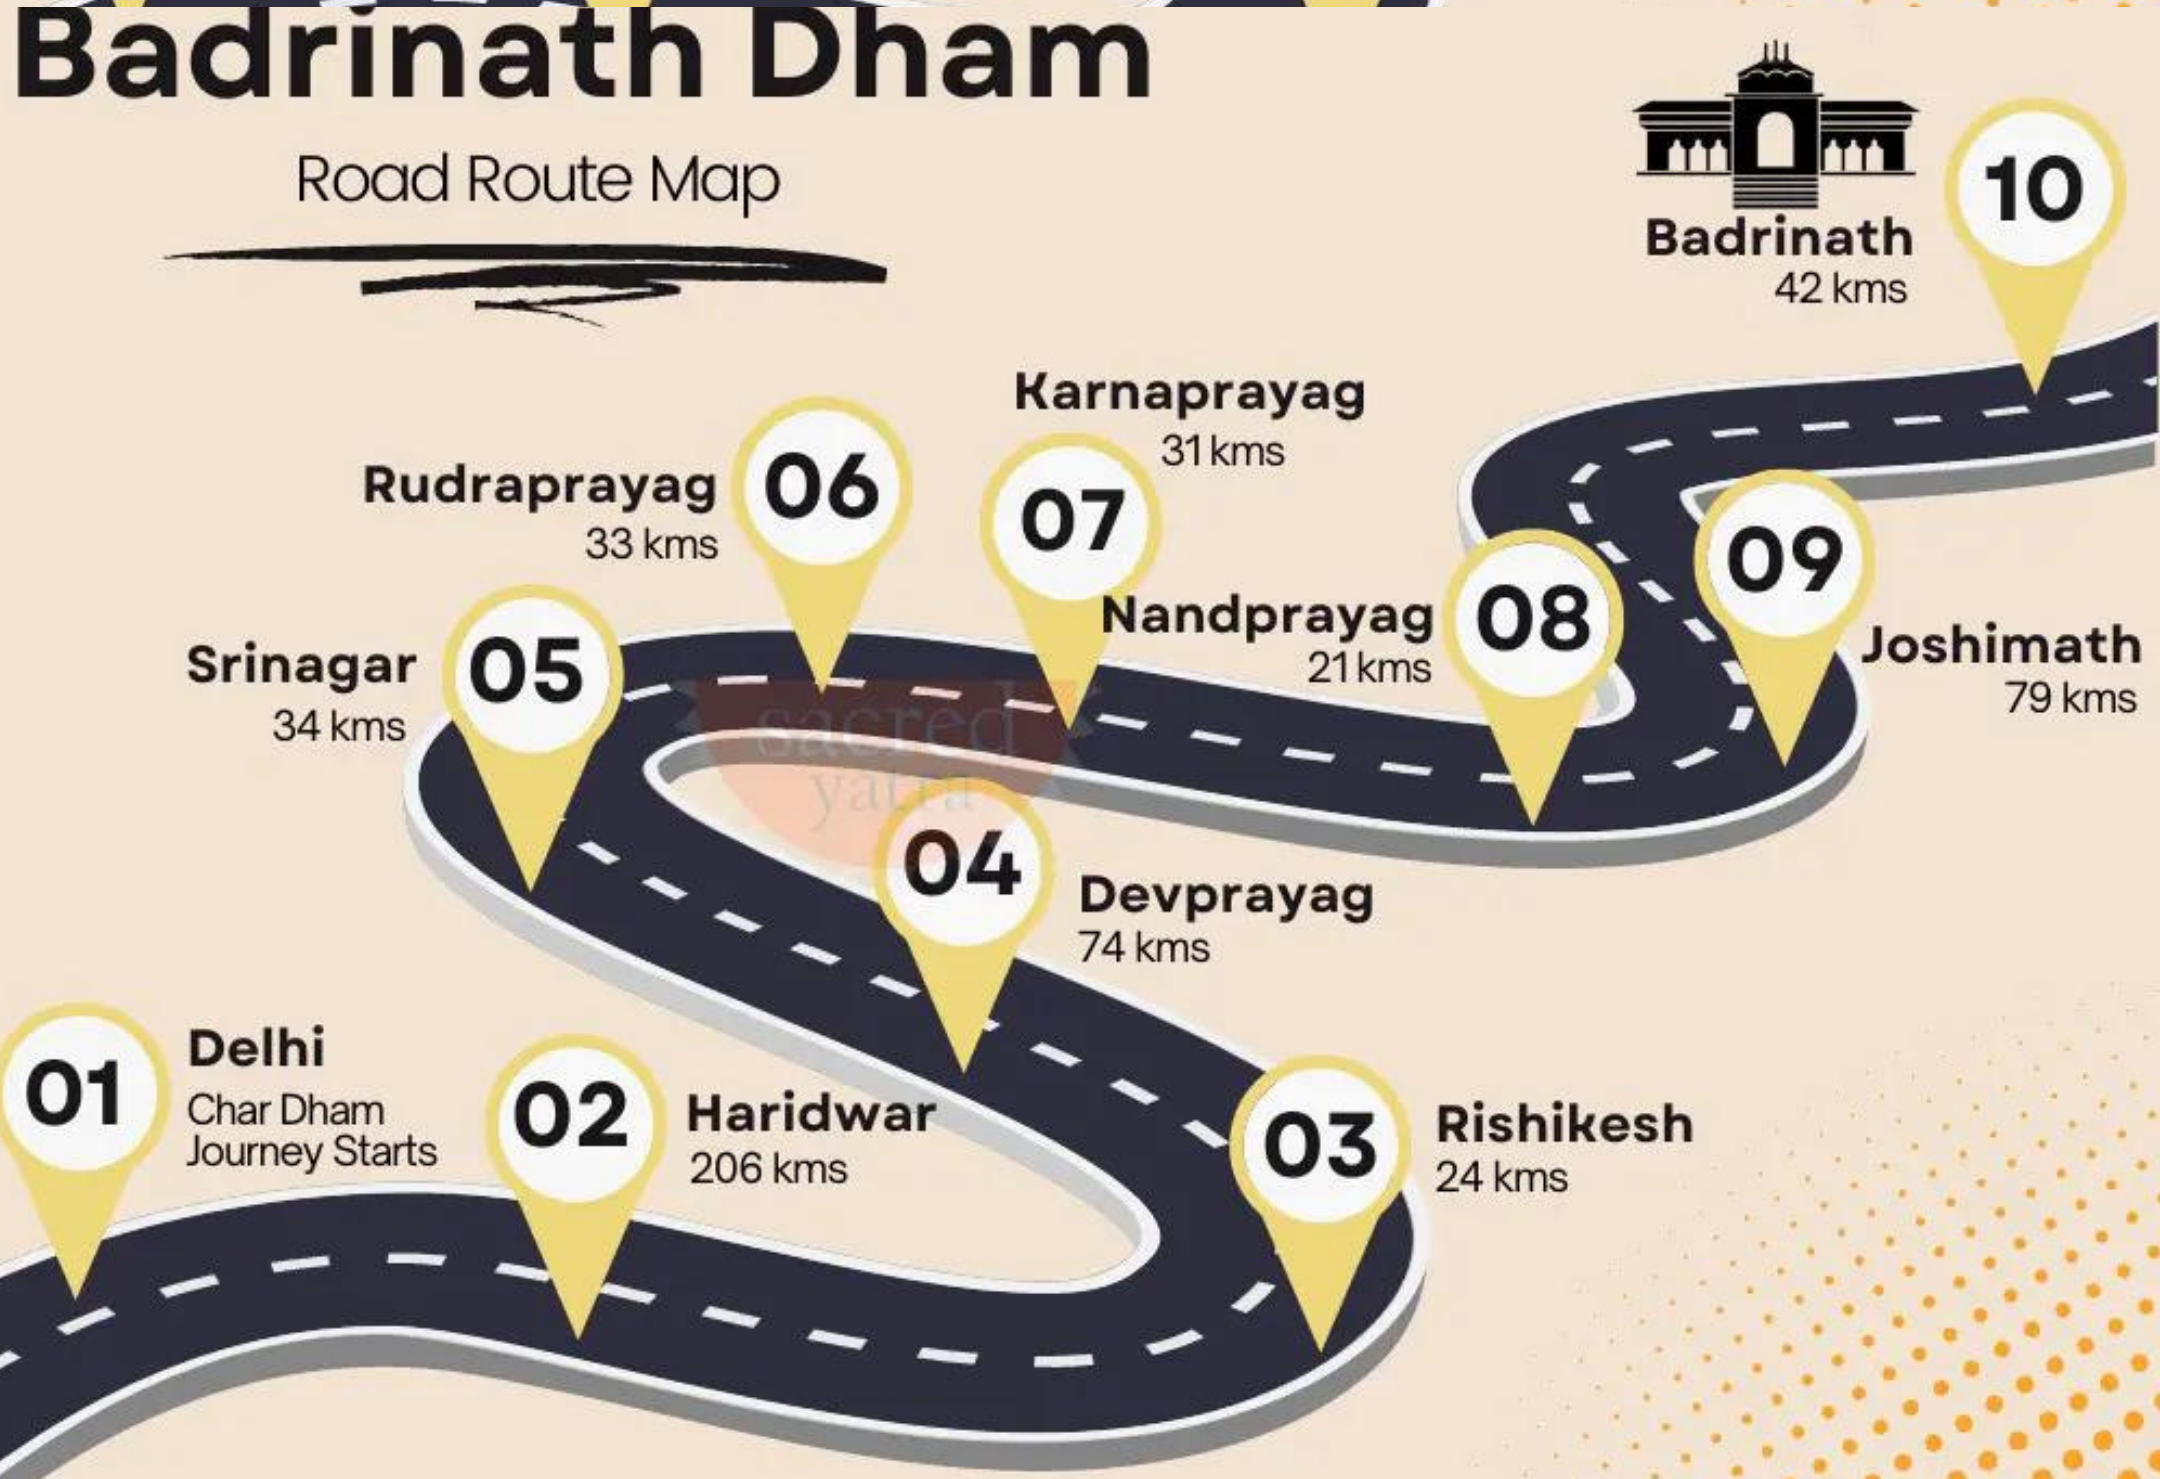 Badrinath Dham
Road Route Map
10
Badrinath
42 kms
Karnaprayag
31 kms
06
Rudraprayag
33 kms
07
09
Nandprayag
21 kms
08
Joshimath
79 kms
05
Srinagar
34 kms
sacred
yatra
04
Devprayag
74 kms
01
Delhi
Char Dham
Journey Starts
02
Haridwar
206 kms
03
Rishikesh
24 kms